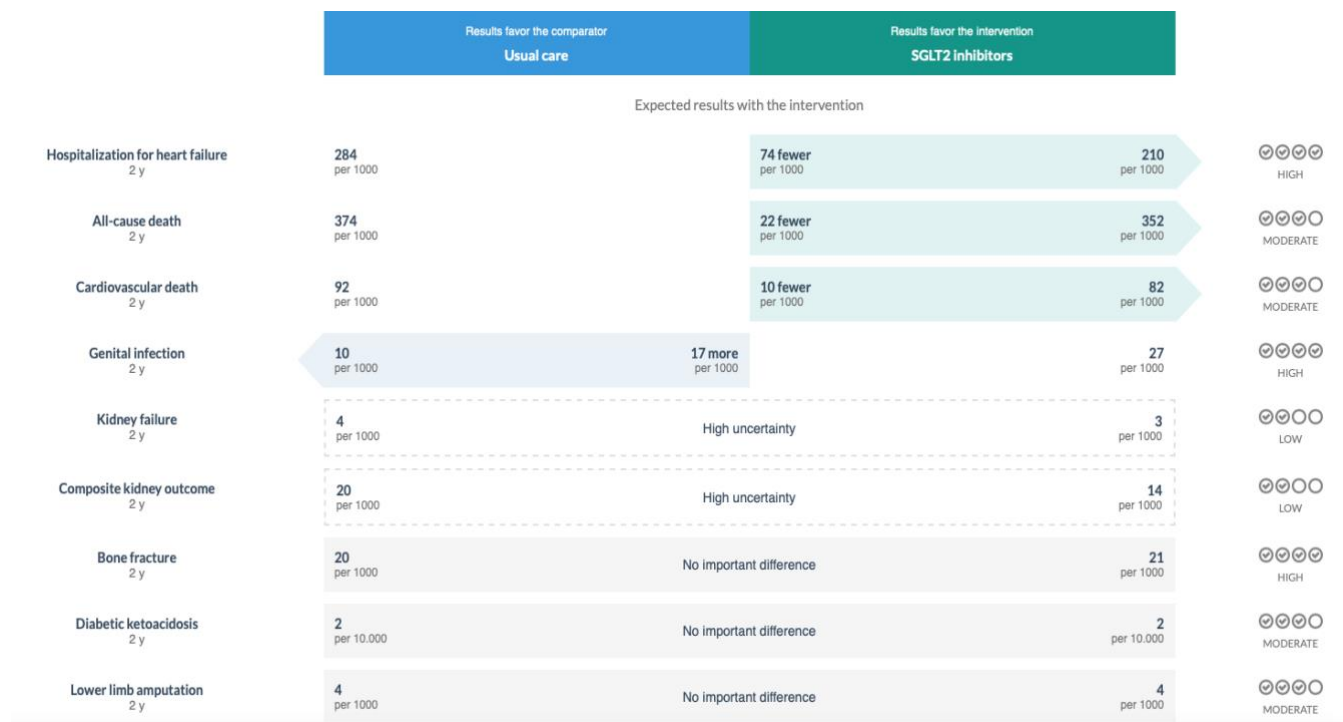 Results favor the comparator
Usual care
Results favor the intervention
SGLT2 inhibitors
Expected results with the intervention
Hospitalization for heart failure
2 y
284
per 1000
74 fewer
per 1000
210
per 1000
HIGH
All-cause death
2 y
374
per 1000
22 fewer
per 1000
352
per 1000
MODERATE
Cardiovascular death
2 y
92
per 1000
10 fewer
per 1000
82
per 1000
MODERATE
Genital infection
2 y
10
per 1000
17 more
per 1000
27
per 1000
HIGH
Kidney failure
2 y
4
per 1000
High uncertainty
3
per 1000
LOW
Composite kidney outcome
2 y
20
per 1000
High uncertainty
14
per 1000
LOW
Bone fracture
2 y
20
per 1000
No important difference
21
per 1000
HIGH
Diabetic ketoacidosis
2 y
2
per 10.000
No important difference
2
per 10.000
MODERATE
Lower limb amputation
2 y
4
per 1000
No important difference
4
per 1000
MODERATE